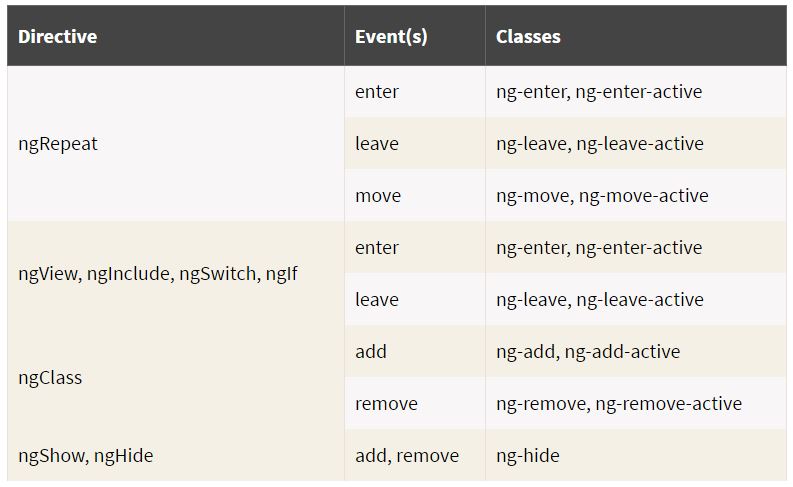 Directive Event(s) Classes
enter ng-enter, ng-enter-active
ngRepeat leave ng-leave, ng-leave-active
move ng-move, ng-move-active
ngView, ngInclude, ngSwitch, ngIf
enter ng-enter, ng-enter-active
leave ng-leave, ng-leave-active
ngClass
add ng-add, ng-add-active
remove ng-remove, ng-remove-active
ngShow, ngHide add, remove ng-hide